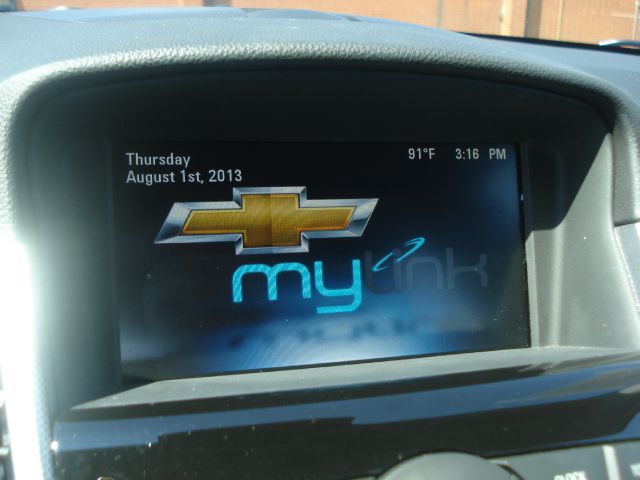 Thursday
91°F 3:16 PM
August 1st, 2013
mylink